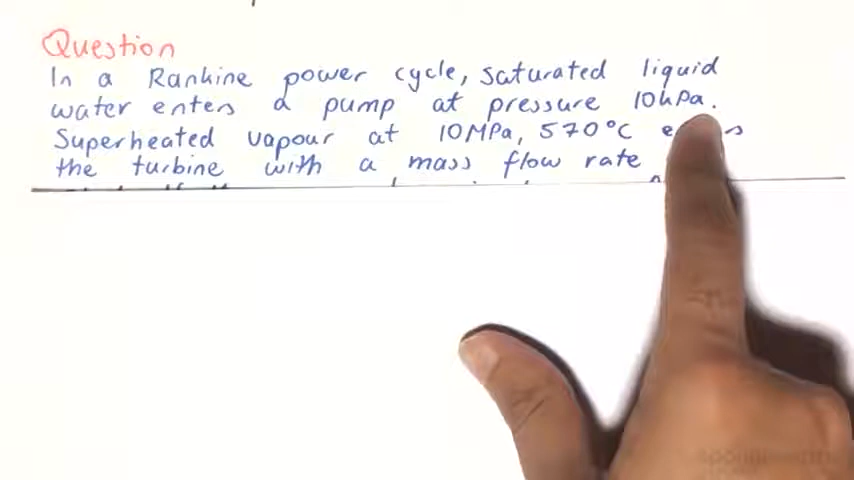 Question
In a Rankine power cycle, saturated liquid
water enters a pump at pressure 10kPa.
Superheated vapour at 10MPa, 570°C
the turbine with a mass flow rate